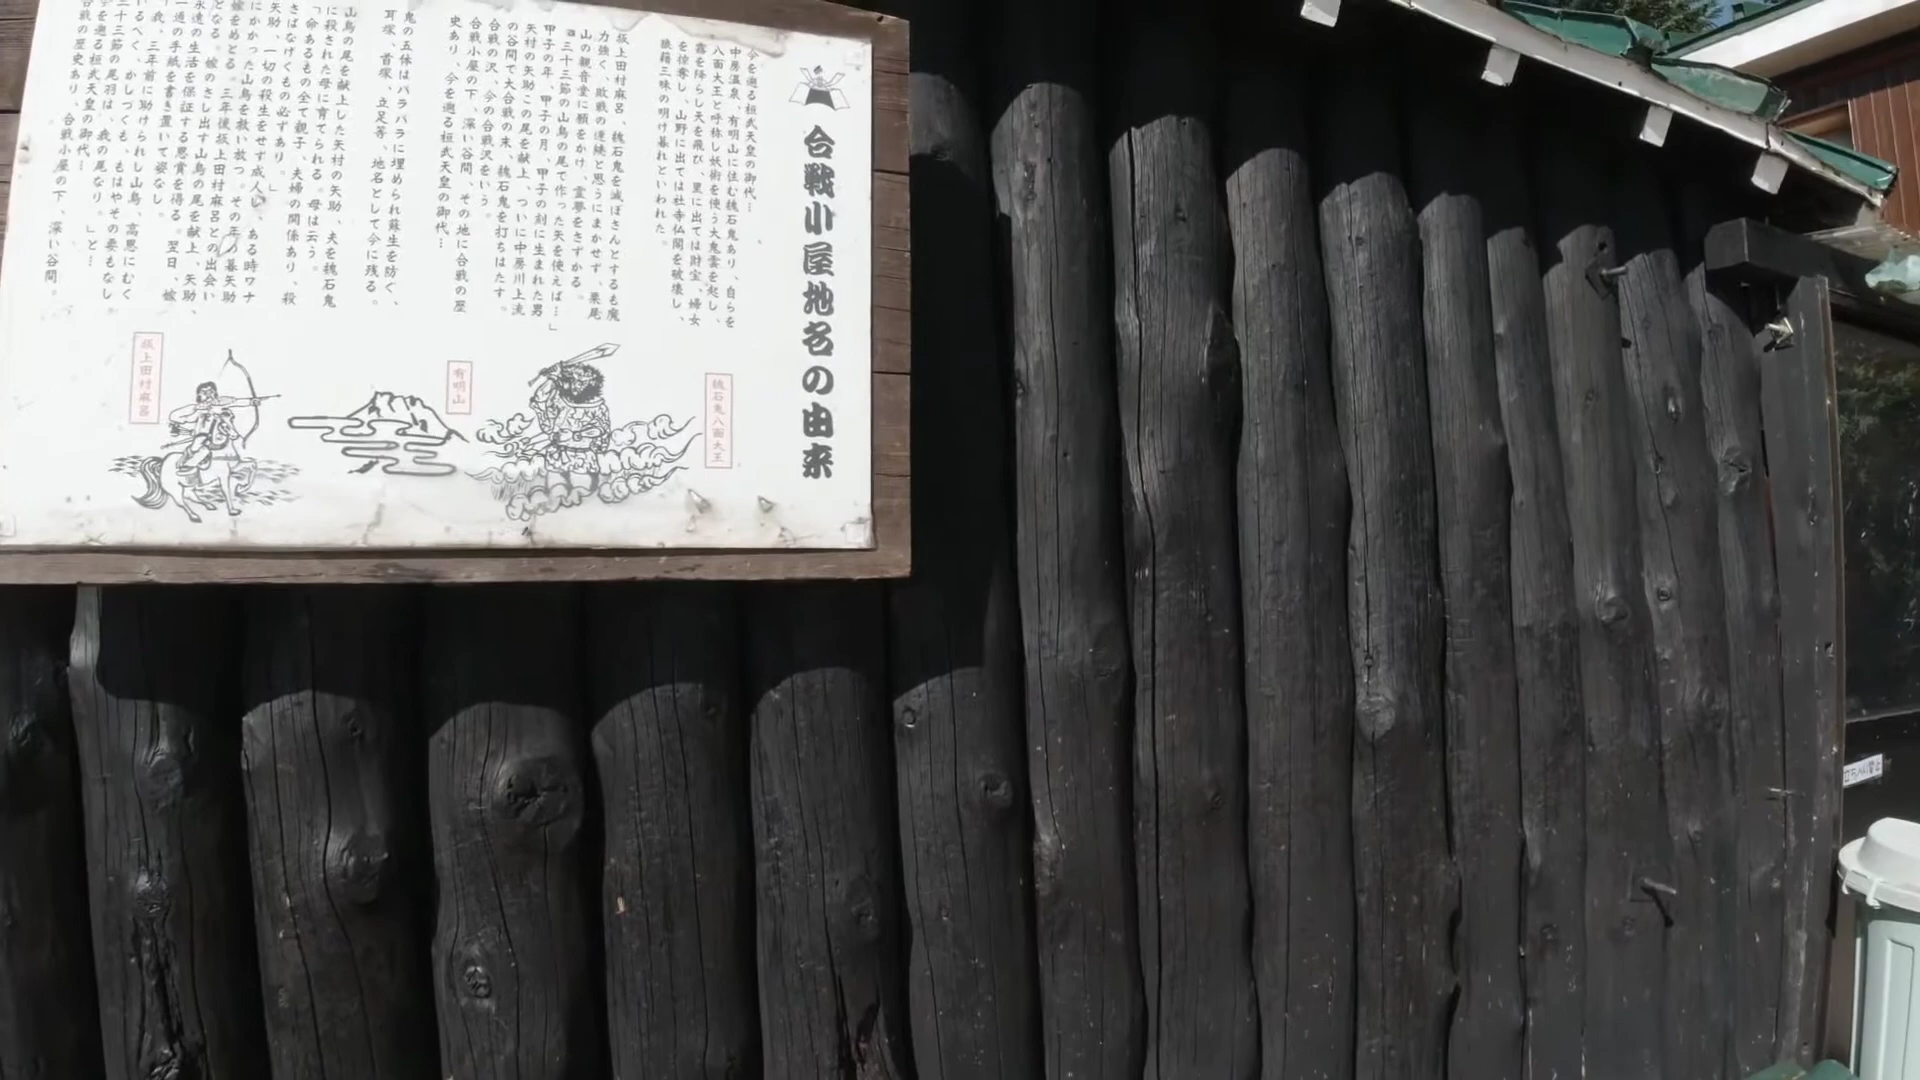 合戦小屋地名の由来
今を遡る桓武天皇の御代…
中房温泉、有明山に住む魏石鬼あり、自らを
八面大王と呼称し妖術を使う大鬼雲を起し、
霧を降らし天を飛び、里に出ては財宝、婦女
を掠奪し、山野に出ては社寺仏閣を破壊し、
狼藉三味の明け暮れといわれた。
坂上田村麻呂、魏石鬼を滅ぼさんとするも魔
力強く、敗戦の連続と思うにまかせず、栗尾
山の観音堂に願をかけ、霊夢をさずかる。
三十三節の山鳥の尾で作った矢を使えば…」
甲子の年、甲子の月、甲子の刻に生まれた男
矢村の矢助この尾を献上、ついに中房川上流
の谷間で大合戦の末、魏石鬼を打ちはたす。
合戦の沢、今の合戦沢をいう。
合戦小屋の下、深い谷間、その地に合戦の歴
史あり、今を遡る桓武天皇の御代…
鬼の五体はバラバラに埋められ蘇生を防ぐ、
耳塚、首塚、立足等、地名として今に残る。
山鳥の尾を献上した矢村の矢助、夫を魏石鬼
に殺された母に育てられる。母は云う。
「命あるもの全て親子、夫婦の関係あり、殺
さばなげくもの必ずあり。」
矢助、一切の殺生をせず成人し、ある時ワナ
にかかった山鳥を救い放つ。その年の暮矢助
嫁をめとる。三年後坂上田村麻呂との出会い
となる。嫁のさし出す山鳥の尾を献上、矢助、
永遠の生活を保証する恩賞を得る。翌日、嫁
一通の手紙を書き置いて姿なし。
「我、三年前に助けられし山鳥、高恩にむく
いるべく、かしづくも、もはやその要もなし。
三十三節の尾羽は、我の尾なり。」と…
今を遡る桓武天皇の御代…
合戦の歴史あり、合戦小屋の下、深い谷間。
魏石鬼八面大王
有明山
坂上田村麻呂